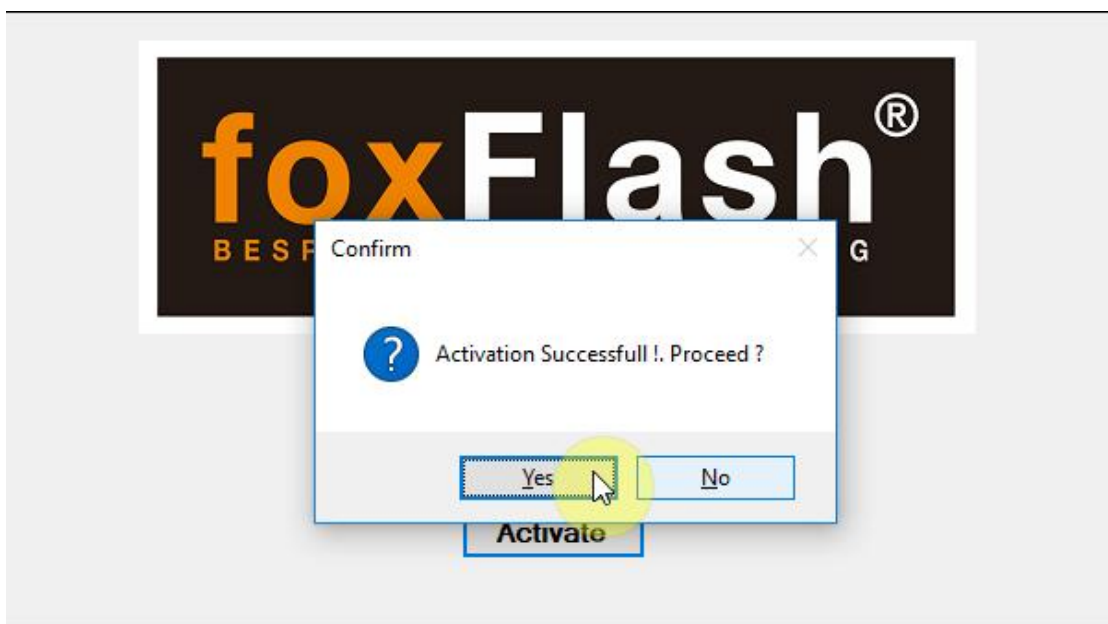 foxFlash®
BESP
G
Confirm
Activation Successfull !. Proceed ?
Yes
No
Activate